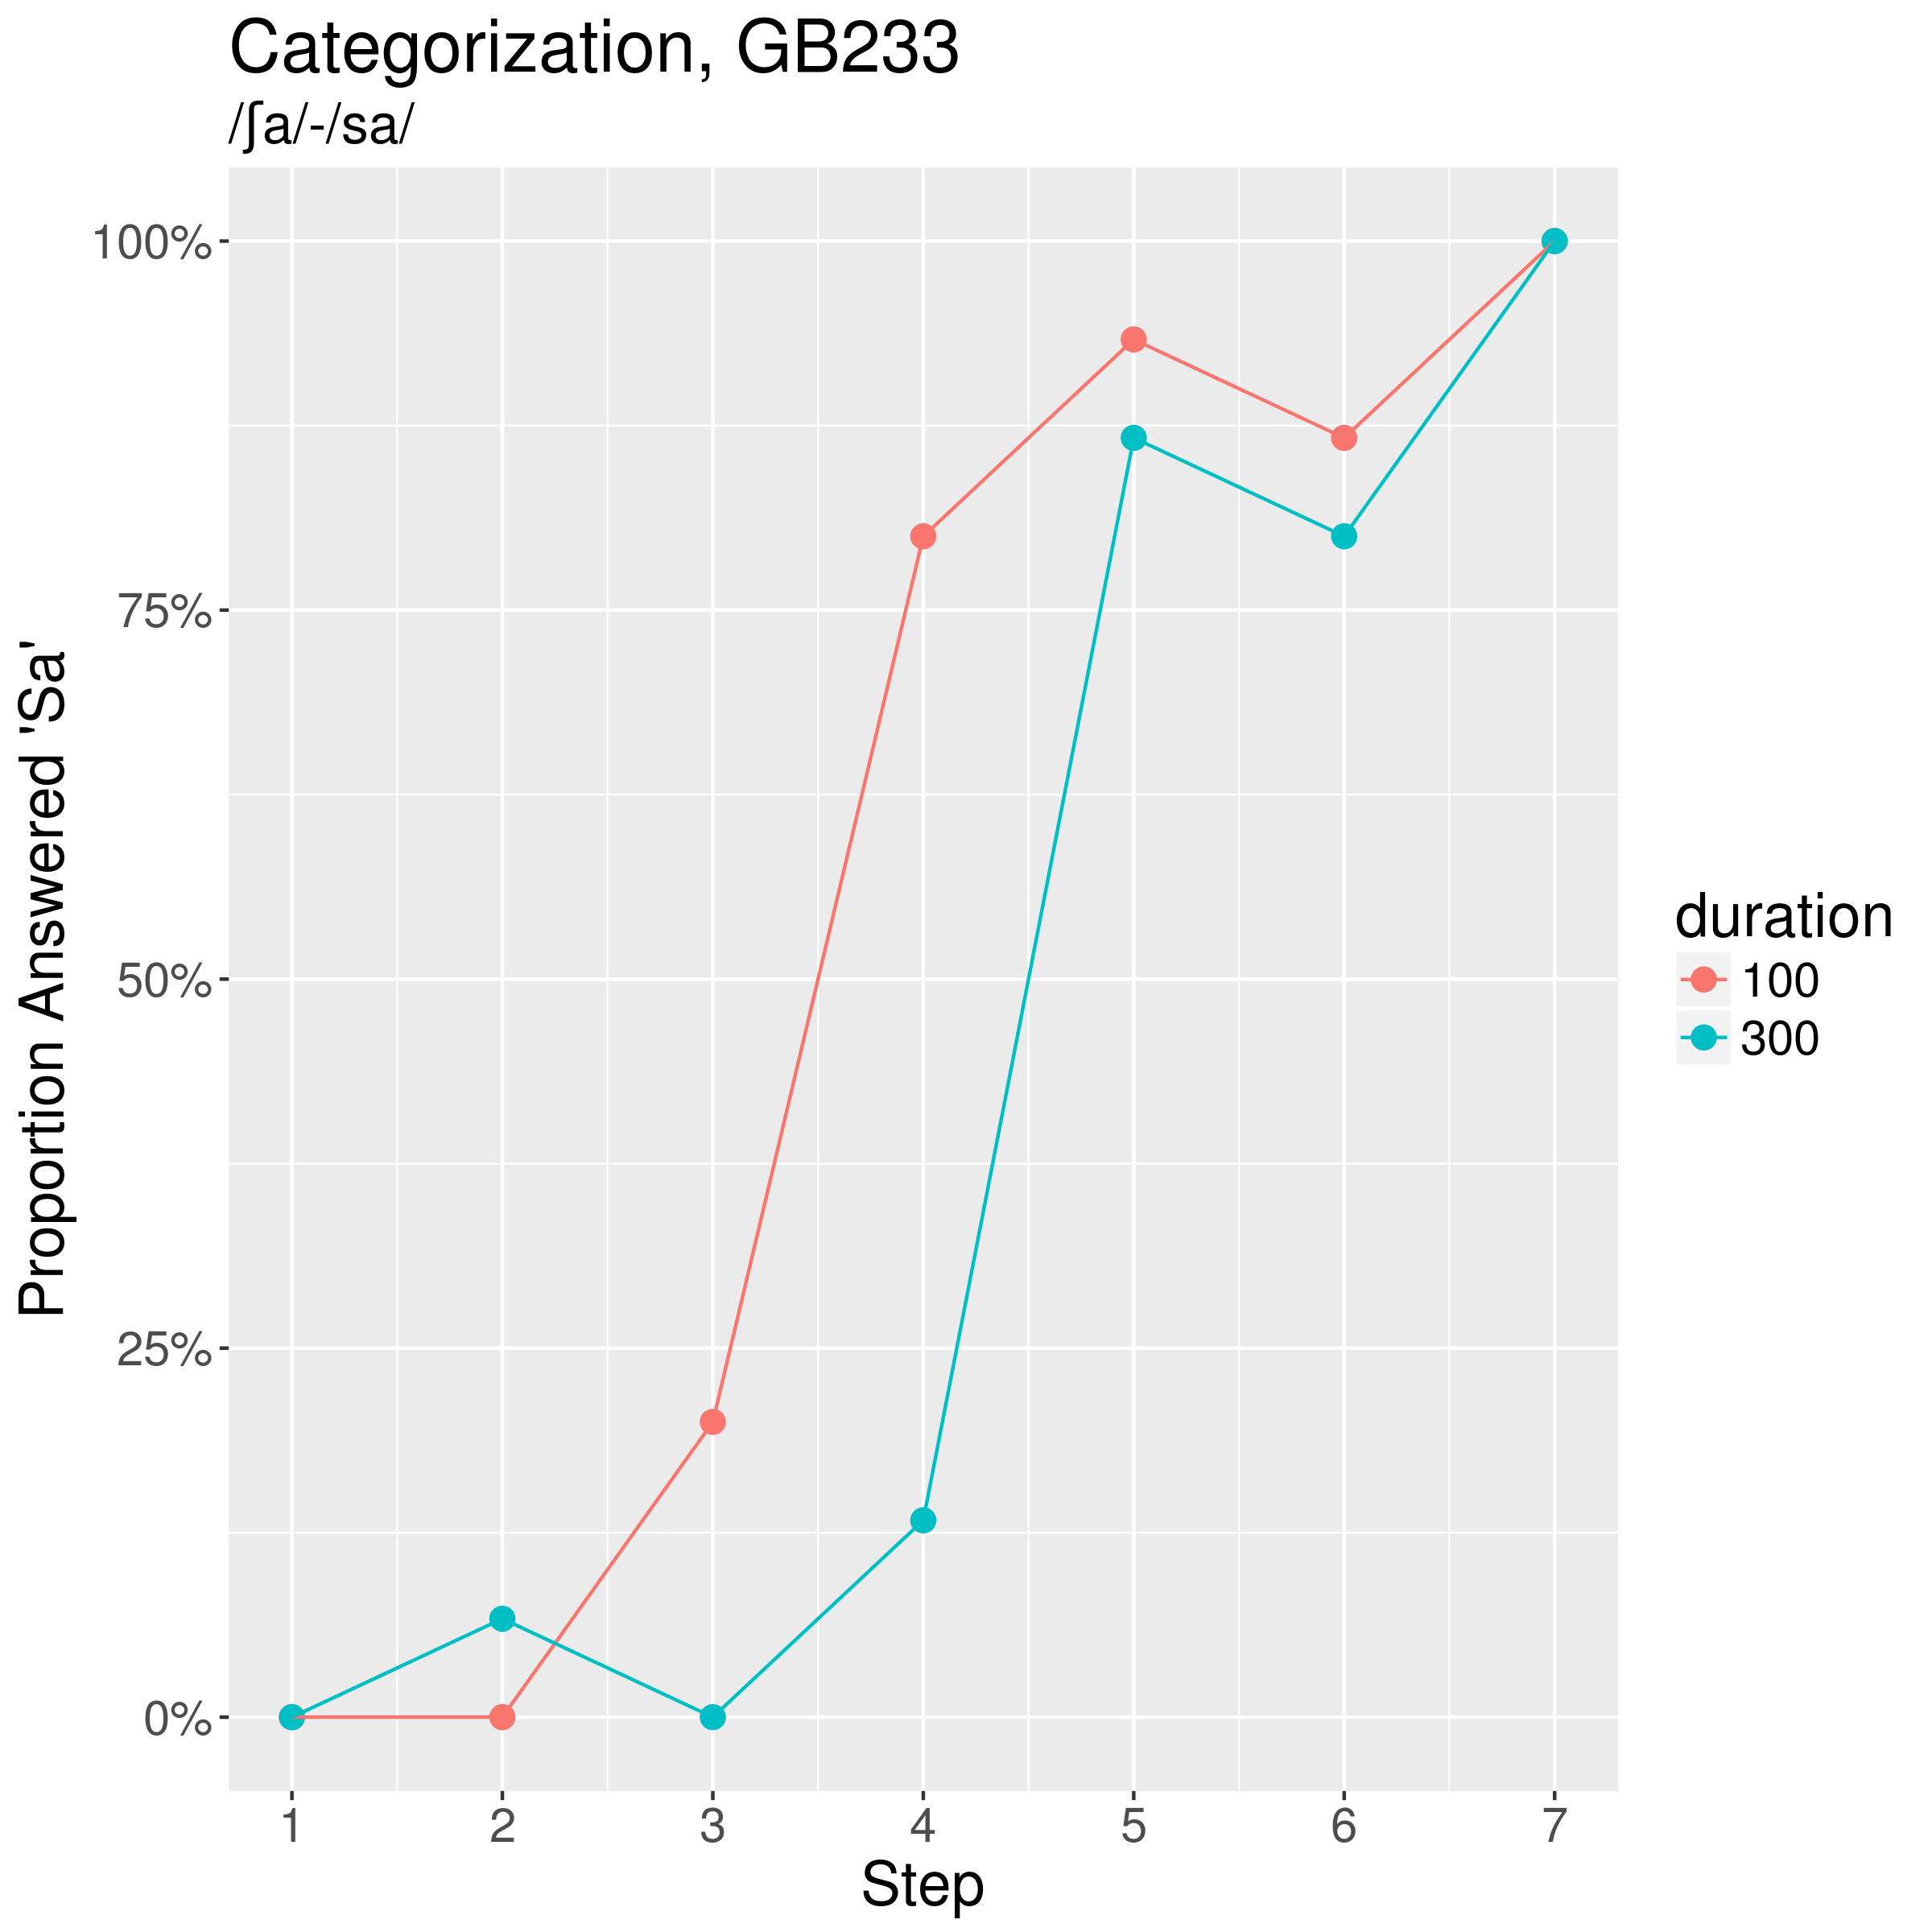 Categorization, GB233
/ʃa/-/sa/
Proportion Answered 'Sa'
100%
75%
50%
25%
0%
1 2 3 4 5 6 7
Step
duration
100
300